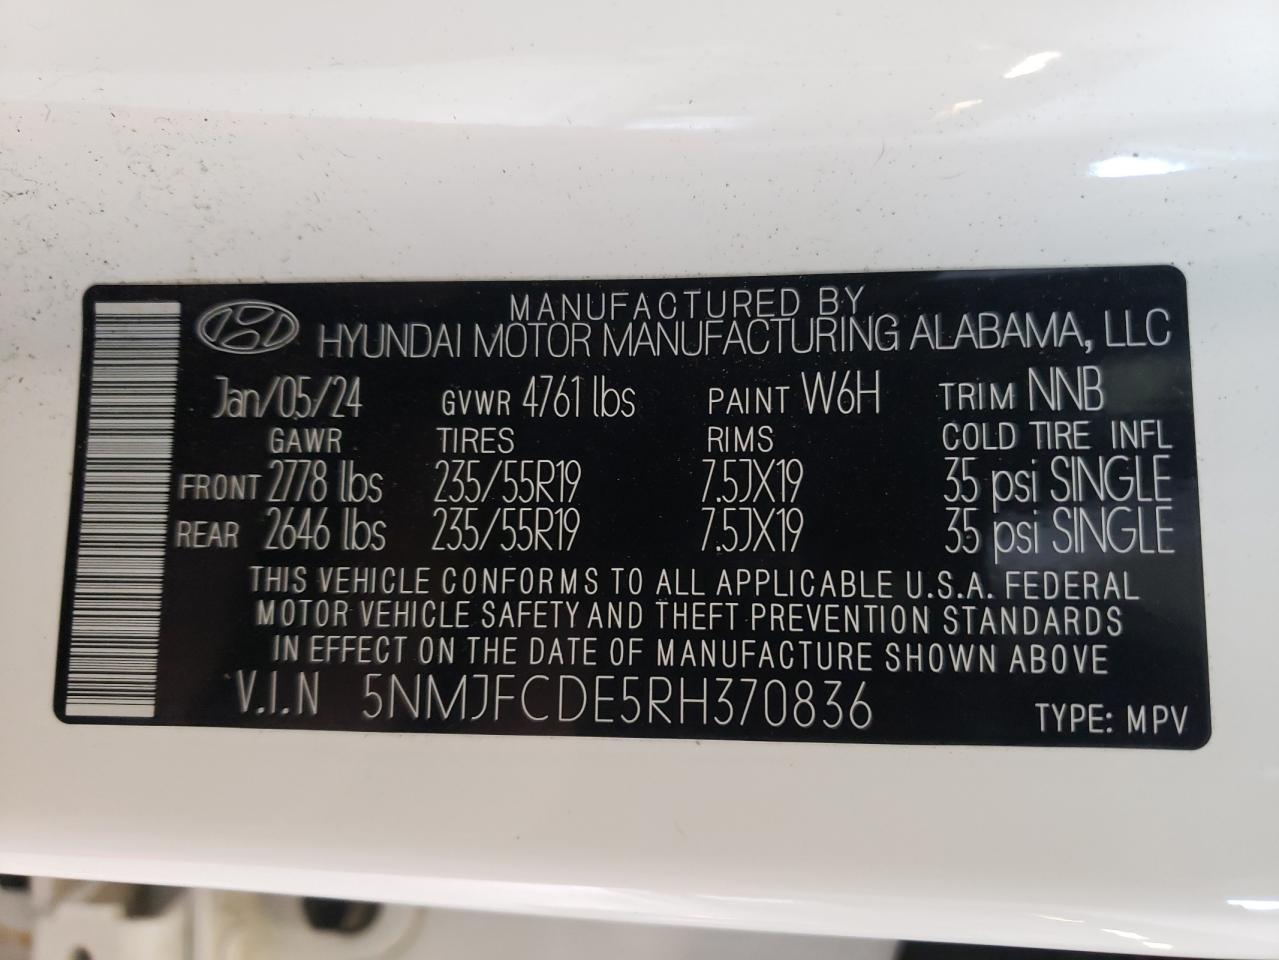 MANUFACTURED BY
HYUNDAI MOTOR MANUFACTURING ALABAMA, LLC
Jan/05/24 GVWR 4761 lbs PAINT W6H TRIM NNB
GAWR TIRES RIMS COLD TIRE INFL
FRONT 2778 lbs 235/55R19 7.5JX19 35 psi SINGLE
REAR 2646 lbs 235/55R19 7.5JX19 35 psi SINGLE
THIS VEHICLE CONFORMS TO ALL APPLICABLE U.S.A. FEDERAL
MOTOR VEHICLE SAFETY AND THEFT PREVENTION STANDARDS
IN EFFECT ON THE DATE OF MANUFACTURE SHOWN ABOVE
V.I.N 5NMJFCDE5RH370836 TYPE: MPV